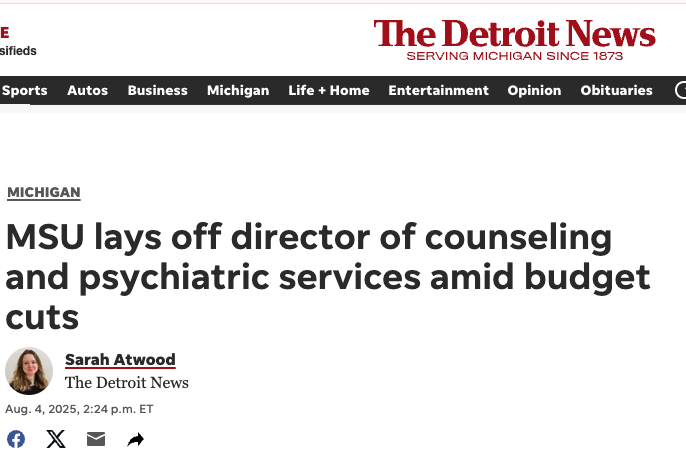 E
sifieds
The Detroit News
SERVING MICHIGAN SINCE 1873
Sports Autos Business Michigan Life + Home Entertainment Opinion Obituaries
MICHIGAN
MSU lays off director of counseling
and psychiatric services amid budget
cuts
Sarah Atwood
The Detroit News
Aug. 4, 2025, 2:24 p.m. ET